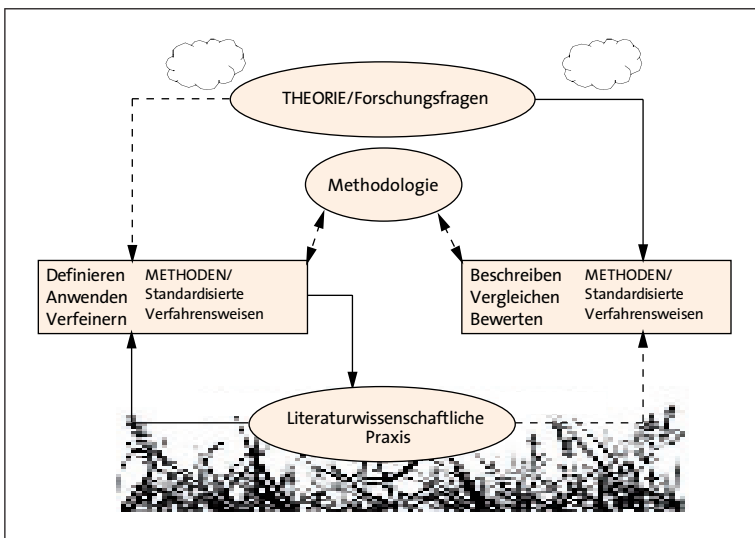 THEORIE/Forschungsfragen
Methodologie
Definieren
Anwenden
Verfeinern
METHODEN/
Standardisierte
Verfahrensweisen
Beschreiben
Vergleichen
Bewerten
METHODEN/
Standardisierte
Verfahrensweisen
Literaturwissenschaftliche
Praxis